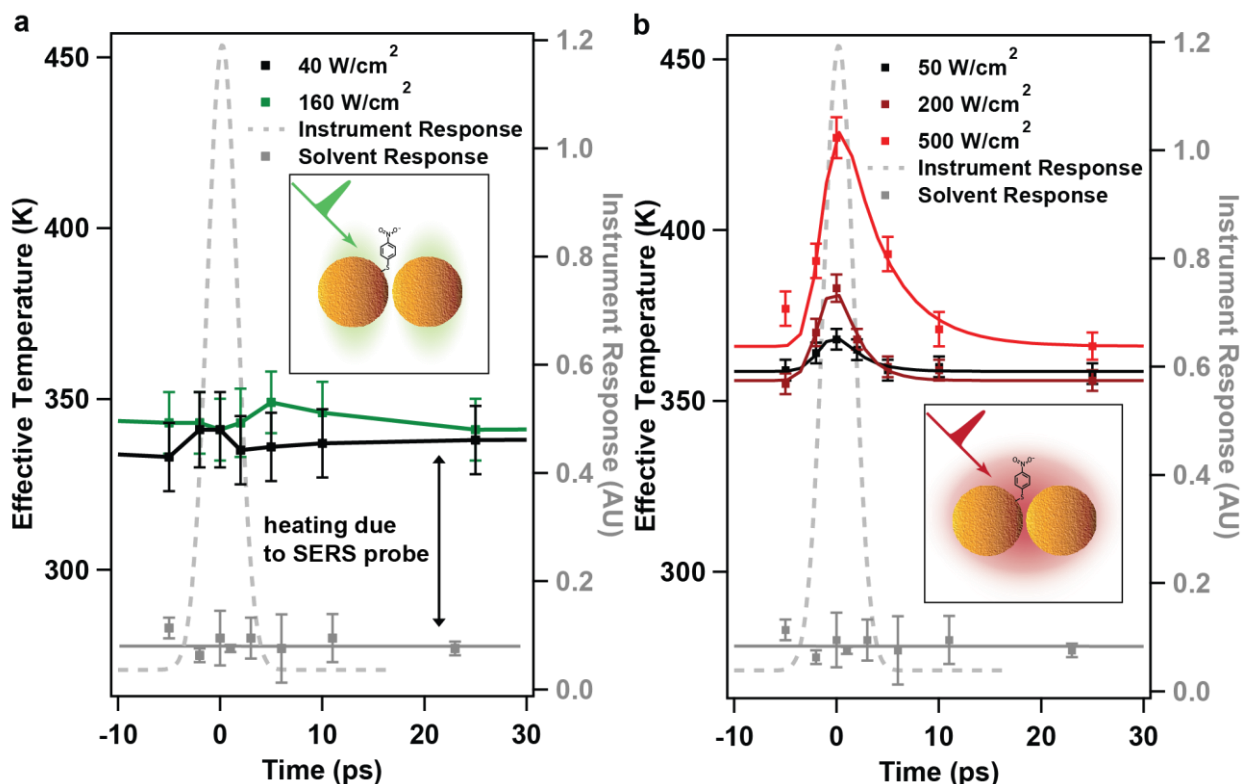 a
450
400
350
300
Effective Temperature (K)
40 W/cm²
160 W/cm²
Instrument Response
Solvent Response
heating due
to SERS probe
1.2
1.0
0.8
0.6
0.4
0.2
0.0
Instrument Response (AU)
-10
0
10
20
30
Time (ps)
b
450
400
350
300
Effective Temperature (K)
50 W/cm²
200 W/cm²
500 W/cm²
Instrument Response
Solvent Response
1.2
1.0
0.8
0.6
0.4
0.2
0.0
Instrument Response (AU)
-10
0
10
20
30
Time (ps)